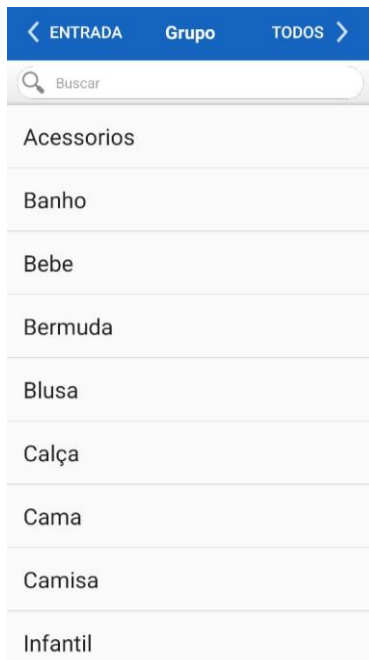 ENTRADA Grupo TODOS
Buscar
Acessorios
Banho
Bebe
Bermuda
Blusa
Calça
Cama
Camisa
Infantil